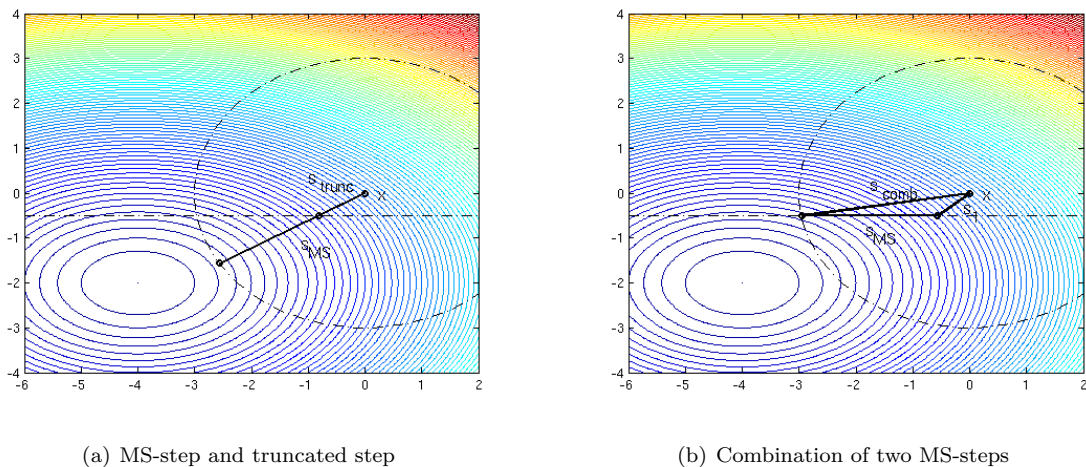 4
3
2
1
0
-1
-2
-3
-4
-6 -5 -4 -3 -2 -1 0 1 2
S trunc
x
S MS
(a) MS-step and truncated step
4
3
2
1
0
-1
-2
-3
-4
-6 -5 -4 -3 -2 -1 0 1 2
s comb
x
S 1
S MS
(b) Combination of two MS-steps